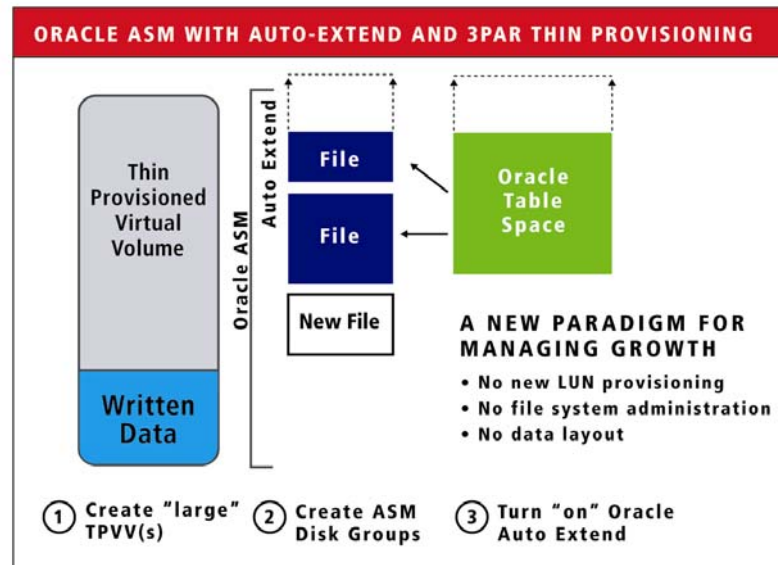 ORACLE ASM WITH AUTO-EXTEND AND 3PAR THIN PROVISIONING
Thin
Provisioned
Virtual
Volume
Written
Data
Oracle ASM
Auto Extend
File
File
New File
Oracle
Table
Space
A NEW PARADIGM FOR
MANAGING GROWTH
• No new LUN provisioning
• No file system administration
• No data layout
1 Create "large"
TPVV(s)
2 Create ASM
Disk Groups
3 Turn "on" Oracle
Auto Extend